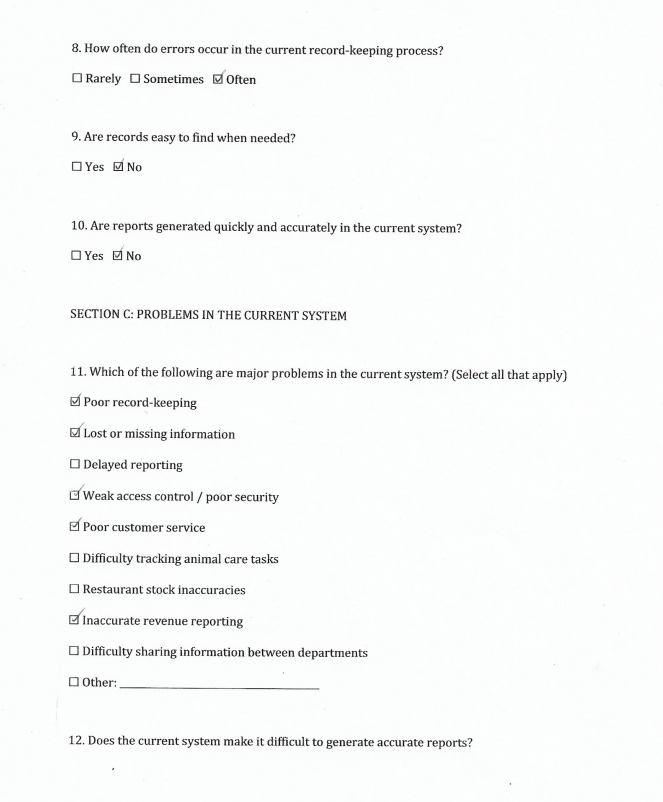 8. How often do errors occur in the current record-keeping process?
☐ Rarely ☐ Sometimes ☑ Often
9. Are records easy to find when needed?
☐ Yes ☑ No
10. Are reports generated quickly and accurately in the current system?
☐ Yes ☑ No
SECTION C: PROBLEMS IN THE CURRENT SYSTEM
11. Which of the following are major problems in the current system? (Select all that apply)
☑ Poor record-keeping
☑ Lost or missing information
☐ Delayed reporting
☑ Weak access control / poor security
☑ Poor customer service
☐ Difficulty tracking animal care tasks
☐ Restaurant stock inaccuracies
☑ Inaccurate revenue reporting
☐ Difficulty sharing information between departments
☐ Other: ______________________________
12. Does the current system make it difficult to generate accurate reports?